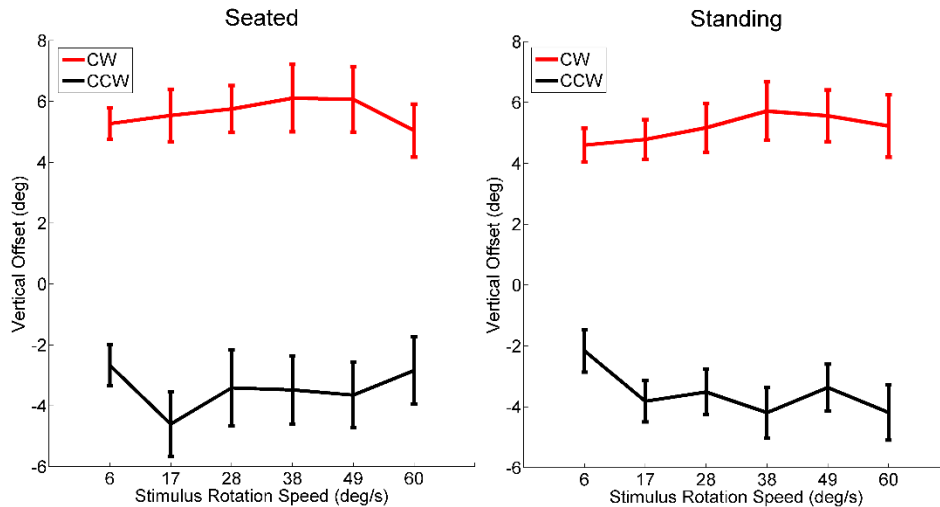 Seated
CW
CCW
8
6
4
2
0
-2
-4
-6
Vertical Offset (deg)
6 17 28 38 49 60
Stimulus Rotation Speed (deg/s)
Standing
CW
CCW
8
6
4
2
0
-2
-4
-6
Vertical Offset (deg)
6 17 28 38 49 60
Stimulus Rotation Speed (deg/s)